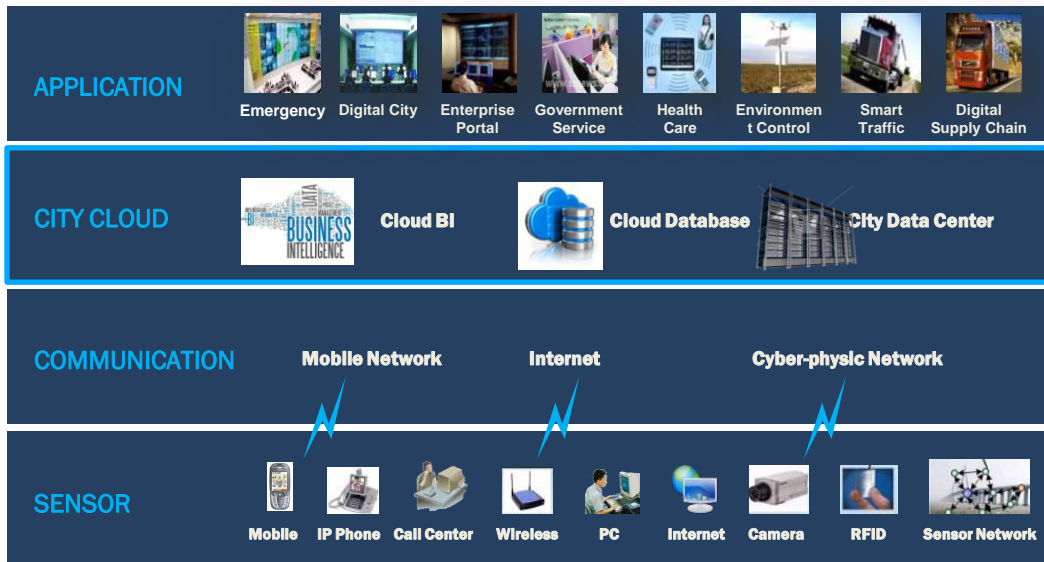 APPLICATION
Emergency
Digital City
Enterprise
Portal
Government
Service
Health
Care
Environmen
t Control
Smart
Traffic
Digital
Supply Chain
CITY CLOUD
DATA
BI
BUSINESS
INTELLIGENCE
Cloud BI
Cloud Database
City Data Center
COMMUNICATION
Mobile Network
Internet
Cyber-physic Network
SENSOR
Mobile
IP Phone
Call Center
Wireless
PC
Internet
Camera
RFID
Sensor Network